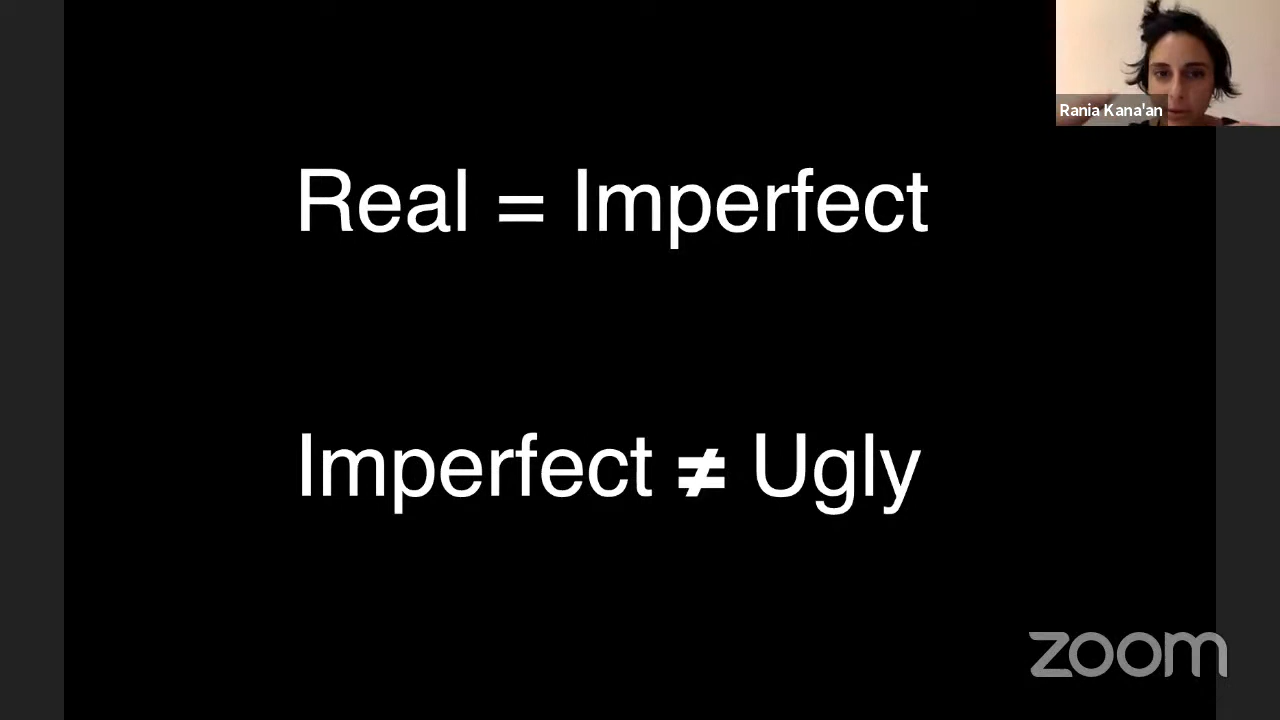 Rania Kana'an
Real = Imperfect
Imperfect ≠ Ugly
zoom